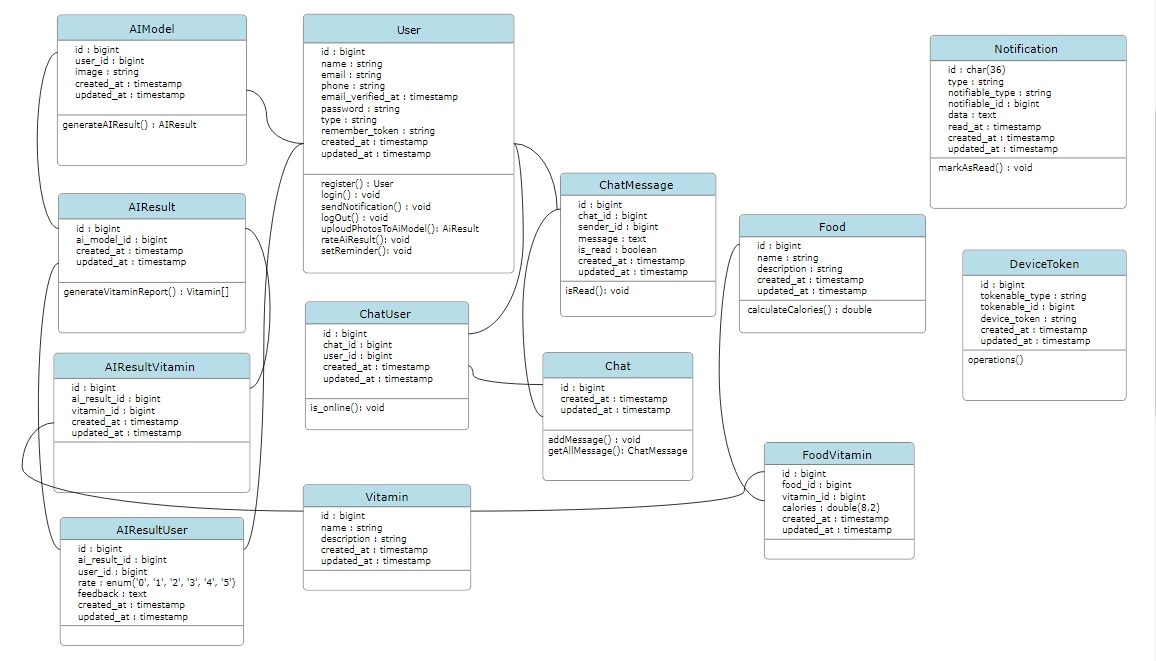 AIModel
id : bigint
user_id : bigint
image : string
created_at : timestamp
updated_at : timestamp
generateAIResult() : AIResult
User
id : bigint
name : string
email : string
phone : string
email_verified_at : timestamp
password : string
type : string
remember_token : string
created_at : timestamp
updated_at : timestamp
register() : User
login() : void
sendNotification() : void
logOut() : void
uploudPhotosToAiModel(): AiResult
rateAiResult(): void
setReminder(): void
Notification
id : char(36)
type : string
notifiable_type : string
notifiable_id : bigint
data : text
read_at : timestamp
created_at : timestamp
updated_at : timestamp
markAsRead() : void
AIResult
id : bigint
ai_model_id : bigint
created_at : timestamp
updated_at : timestamp
generateVitaminReport() : Vitamin[]
ChatMessage
id : bigint
chat_id : bigint
sender_id : bigint
message : text
is_read : boolean
created_at : timestamp
updated_at : timestamp
isRead(): void
Food
id : bigint
name : string
description : string
created_at : timestamp
updated_at : timestamp
calculateCalories() : double
DeviceToken
id : bigint
tokenable_type : string
tokenable_id : bigint
device_token : string
created_at : timestamp
updated_at : timestamp
operations()
ChatUser
id : bigint
chat_id : bigint
user_id : bigint
created_at : timestamp
updated_at : timestamp
is_online(): void
AIResultVitamin
id : bigint
ai_result_id : bigint
vitamin_id : bigint
created_at : timestamp
updated_at : timestamp
Chat
id : bigint
created_at : timestamp
updated_at : timestamp
addMessage() : void
getAllMessage(): ChatMessage
FoodVitamin
id : bigint
food_id : bigint
vitamin_id : bigint
calories : double(8,2)
created_at : timestamp
updated_at : timestamp
Vitamin
id : bigint
name : string
description : string
created_at : timestamp
updated_at : timestamp
AIResultUser
id : bigint
ai_result_id : bigint
user_id : bigint
rate : enum('0', '1', '2', '3', '4', '5')
feedback : text
created_at : timestamp
updated_at : timestamp